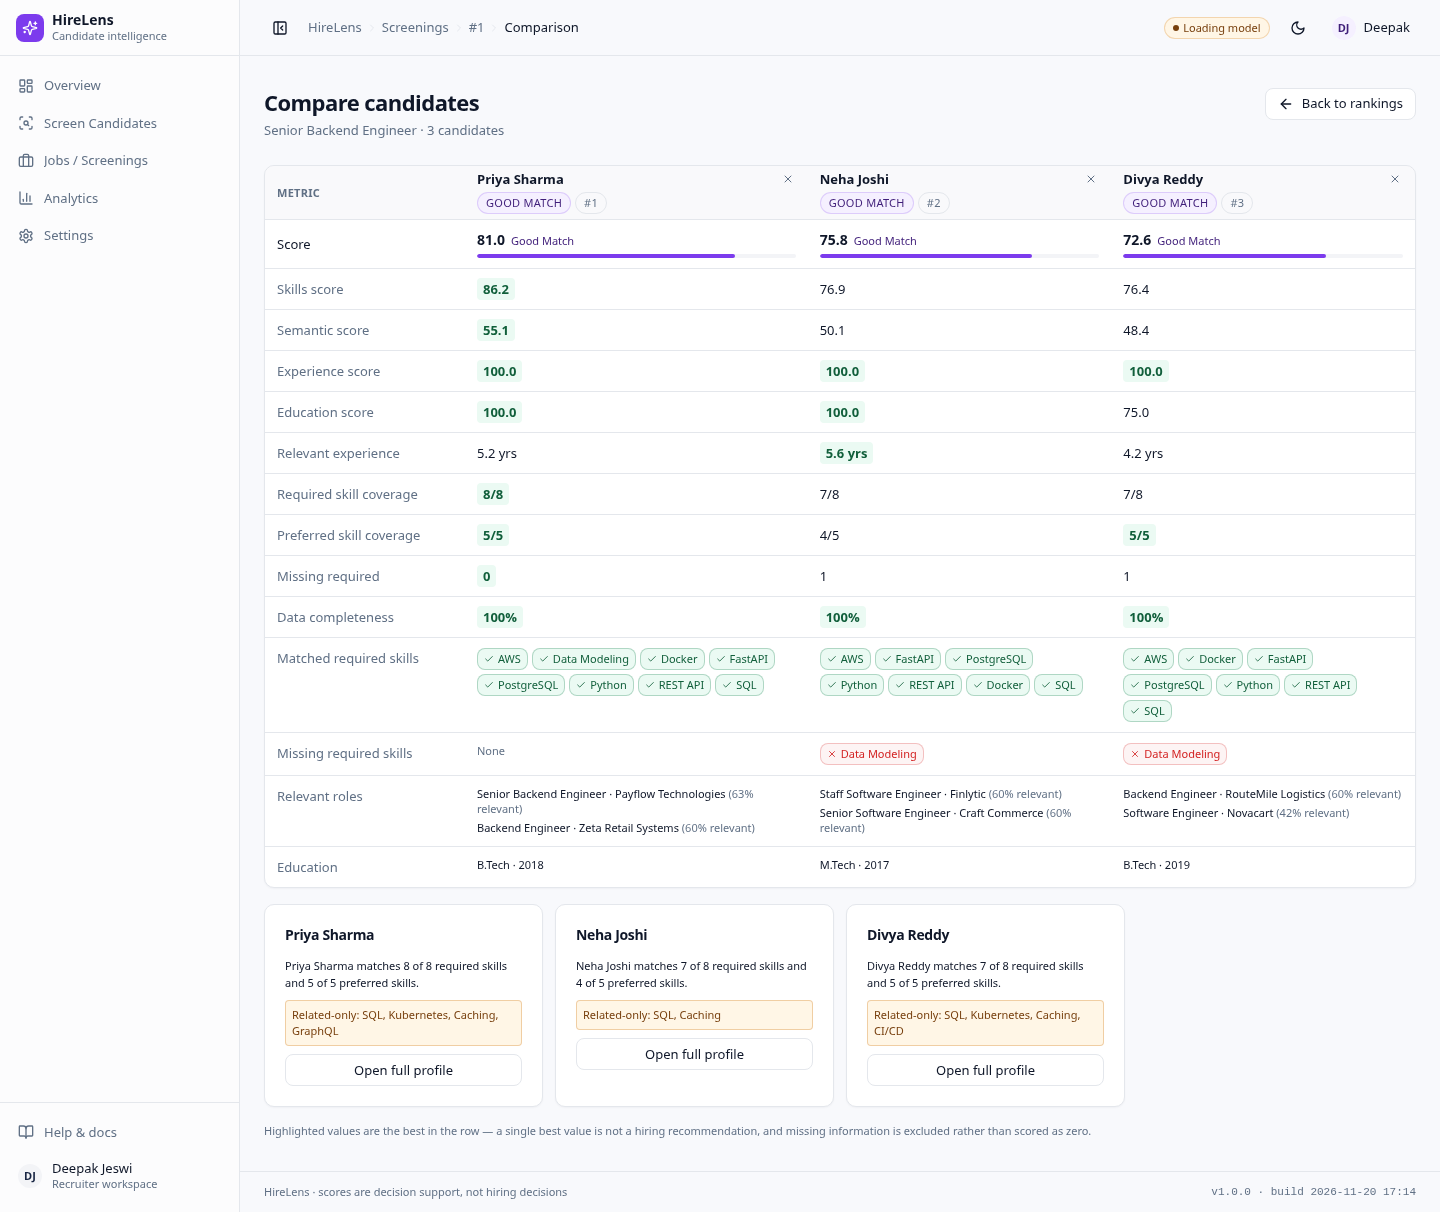 HireLens
Candidate intelligence
Overview
Screen Candidates
Jobs / Screenings
Analytics
Settings
Help & docs
DJ
Deepak Jeswi
Recruiter workspace
HireLens Screenings #1 Comparison
Loading model
DJ Deepak
Compare candidates
Senior Backend Engineer · 3 candidates
Back to rankings
METRIC
Priya Sharma
GOOD MATCH #1
Neha Joshi
GOOD MATCH #2
Divya Reddy
GOOD MATCH #3
Score 81.0 Good Match 75.8 Good Match 72.6 Good Match
Skills score 86.2 76.9 76.4
Semantic score 55.1 50.1 48.4
Experience score 100.0 100.0 100.0
Education score 100.0 100.0 75.0
Relevant experience 5.2 yrs 5.6 yrs 4.2 yrs
Required skill coverage 8/8 7/8 7/8
Preferred skill coverage 5/5 4/5 5/5
Missing required 0 1 1
Data completeness 100% 100% 100%
Matched required skills
AWS Data Modeling Docker FastAPI
PostgreSQL Python REST API SQL
AWS FastAPI PostgreSQL
Python REST API Docker SQL
AWS Docker FastAPI
PostgreSQL Python REST API
SQL
Missing required skills None Data Modeling Data Modeling
Relevant roles
Senior Backend Engineer · Payflow Technologies (63%
relevant)
Backend Engineer · Zeta Retail Systems (60% relevant)
Staff Software Engineer · Finlytic (60% relevant)
Senior Software Engineer · Craft Commerce (60%
relevant)
Backend Engineer · RouteMile Logistics (60% relevant)
Software Engineer · Novacart (42% relevant)
Education B.Tech · 2018 M.Tech · 2017 B.Tech · 2019
Priya Sharma
Priya Sharma matches 8 of 8 required skills
and 5 of 5 preferred skills.
Related-only: SQL, Kubernetes, Caching,
GraphQL
Open full profile
Neha Joshi
Neha Joshi matches 7 of 8 required skills and
4 of 5 preferred skills.
Related-only: SQL, Caching
Open full profile
Divya Reddy
Divya Reddy matches 7 of 8 required skills
and 5 of 5 preferred skills.
Related-only: SQL, Kubernetes, Caching,
CI/CD
Open full profile
Highlighted values are the best in the row — a single best value is not a hiring recommendation, and missing information is excluded rather than scored as zero.
HireLens · scores are decision support, not hiring decisions
v1.0.0 · build 2026-11-20 17:14